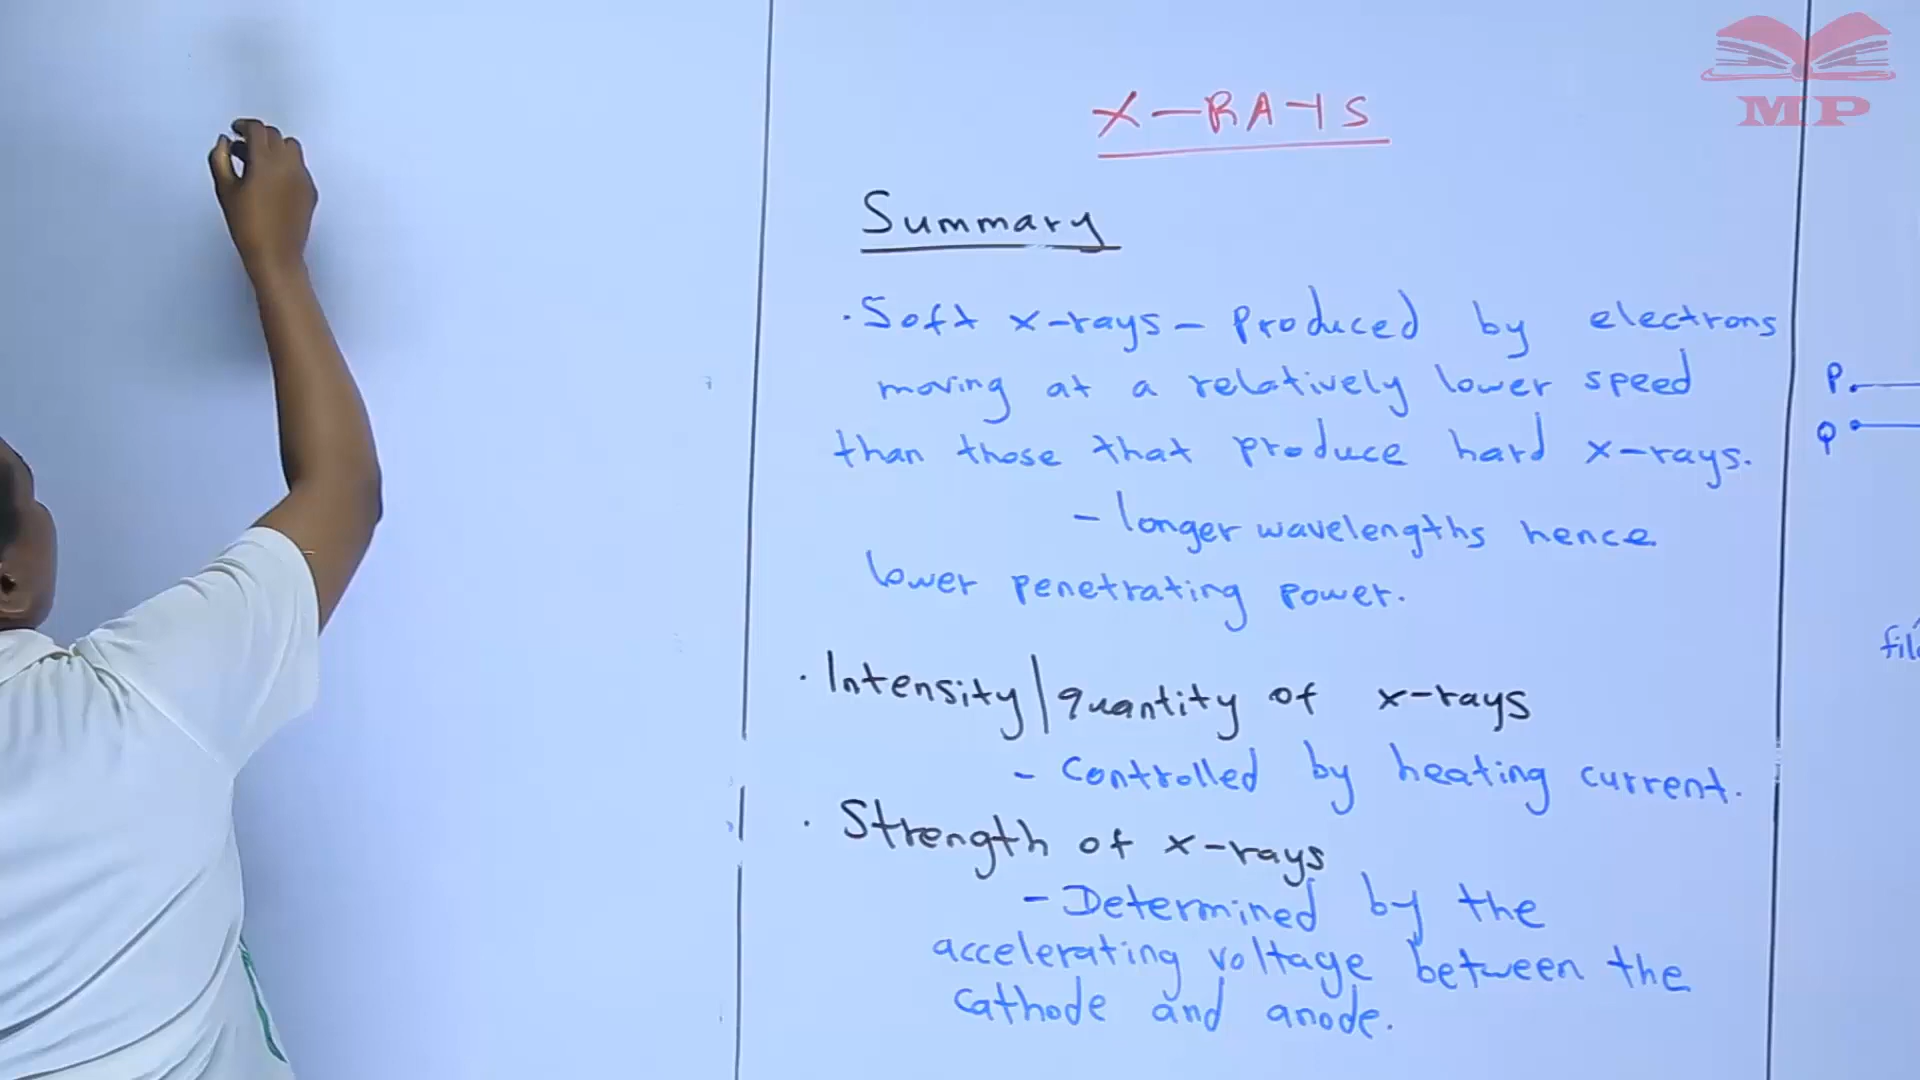 MP
X-RAYS
Summary
· Soft x-rays - produced by electrons
moving at a relatively lower speed
than those that produce hard x-rays.
- longer wavelengths hence
lower penetrating power.
· Intensity/quantity of x-rays
- controlled by heating current.
· Strength of x-rays
- Determined by the
accelerating voltage between the
cathode and anode.
P
Q